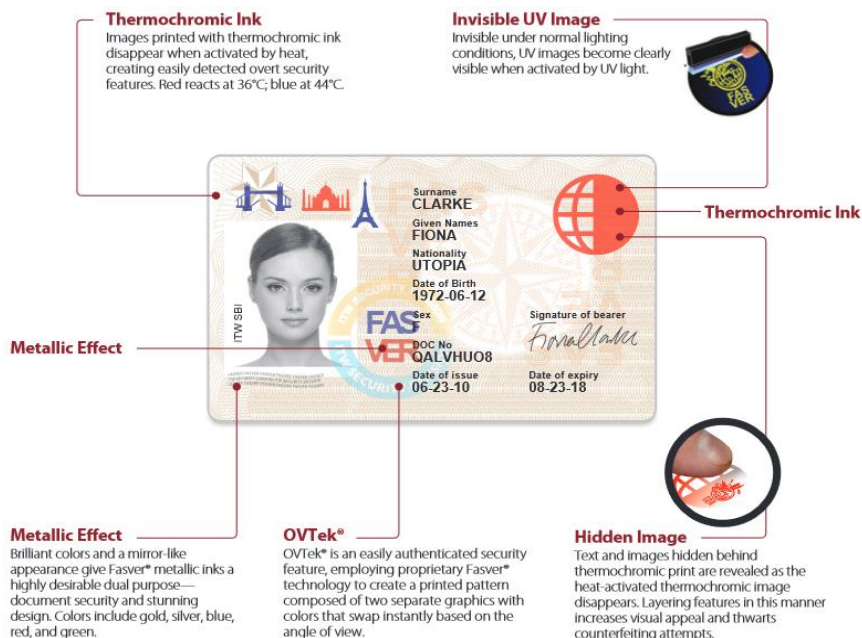 Thermochromic Ink
Images printed with thermochromic ink
disappear when activated by heat,
creating easily detected overt security
features. Red reacts at 36°C; blue at 44°C.
Invisible UV Image
Invisible under normal lighting
conditions, UV images become clearly
visible when activated by UV light.
FAS
VER
Surname
CLARKE
Given Names
FIONA
Nationality
UTOPIA
Date of Birth
1972-06-12
Sex
F
DOC No
QALVHUO8
Date of issue
06-23-10
Signature of bearer
Date of expiry
08-23-18
ITW SBI
FAS
VER
ITW SECURITY
ITW SECURITY
Thermochromic Ink
Metallic Effect
Metallic Effect
Brilliant colors and a mirror-like
appearance give Fasver® metallic inks a
highly desirable dual purpose—
document security and stunning
design. Colors include gold, silver, blue,
red, and green.
OVTek®
OVTek® is an easily authenticated security
feature, employing proprietary Fasver®
technology to create a printed pattern
composed of two separate graphics with
colors that swap instantly based on the
angle of view.
Hidden Image
Text and images hidden behind
thermochromic print are revealed as the
heat-activated thermochromic image
disappears. Layering features in this manner
increases visual appeal and thwarts
counterfeiting attempts.